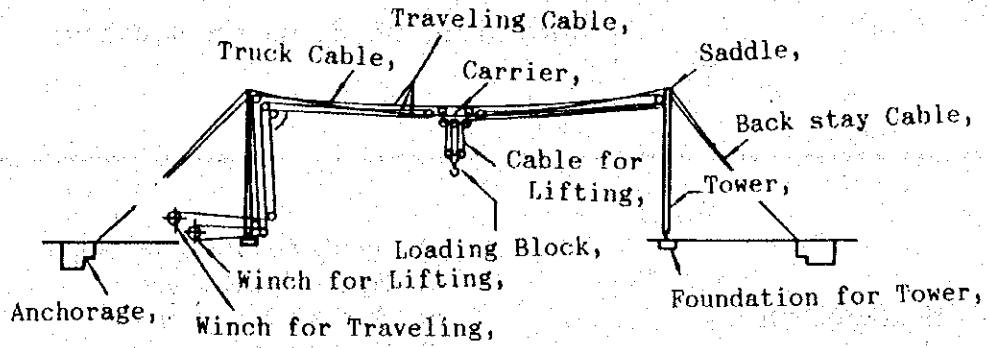 Traveling Cable,
Truck Cable,
Carrier,
Saddle,
Back stay Cable,
Cable for
Lifting,
Tower,
Loading Block,
Winch for Lifting,
Foundation for Tower,
Anchorage,
Winch for Traveling,